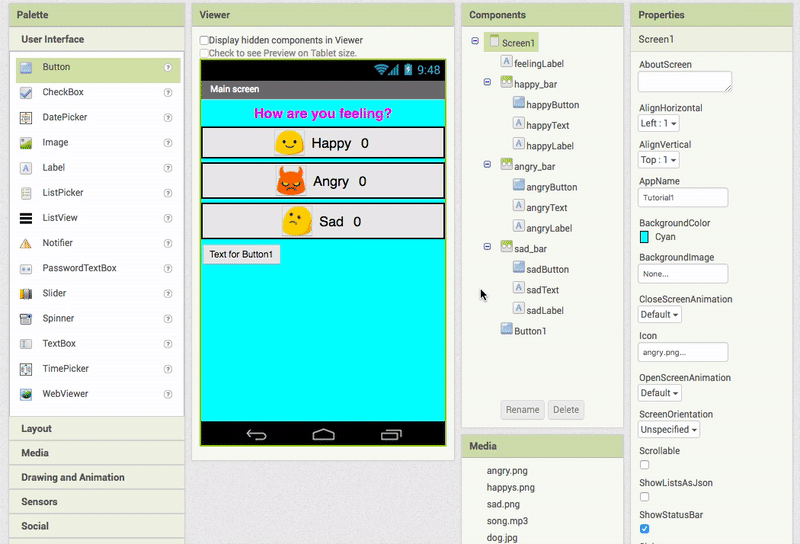 Palette
User Interface
Button
CheckBox
DatePicker
Image
Label
ListPicker
ListView
Notifier
PasswordTextBox
Slider
Spinner
TextBox
TimePicker
WebViewer
Layout
Media
Drawing and Animation
Sensors
Social
Viewer
Display hidden components in Viewer
Check to see Preview on Tablet size.
9:48
Main screen
How are you feeling?
Happy 0
Angry 0
Sad 0
Text for Button1
Components
Screen1
feelingLabel
happy_bar
happyButton
happyText
happyLabel
angry_bar
angryButton
angryText
angryLabel
sad_bar
sadButton
sadText
sadLabel
Button1
Rename Delete
Media
angry.png
happys.png
sad.png
song.mp3
dog.jpg
Properties
Screen1
AboutScreen
AlignHorizontal
Left : 1
AlignVertical
Top : 1
AppName
Tutorial1
BackgroundColor
Cyan
BackgroundImage
None...
CloseScreenAnimation
Default
Icon
angry.png...
OpenScreenAnimation
Default
ScreenOrientation
Unspecified
Scrollable
ShowListsAsJson
ShowStatusBar